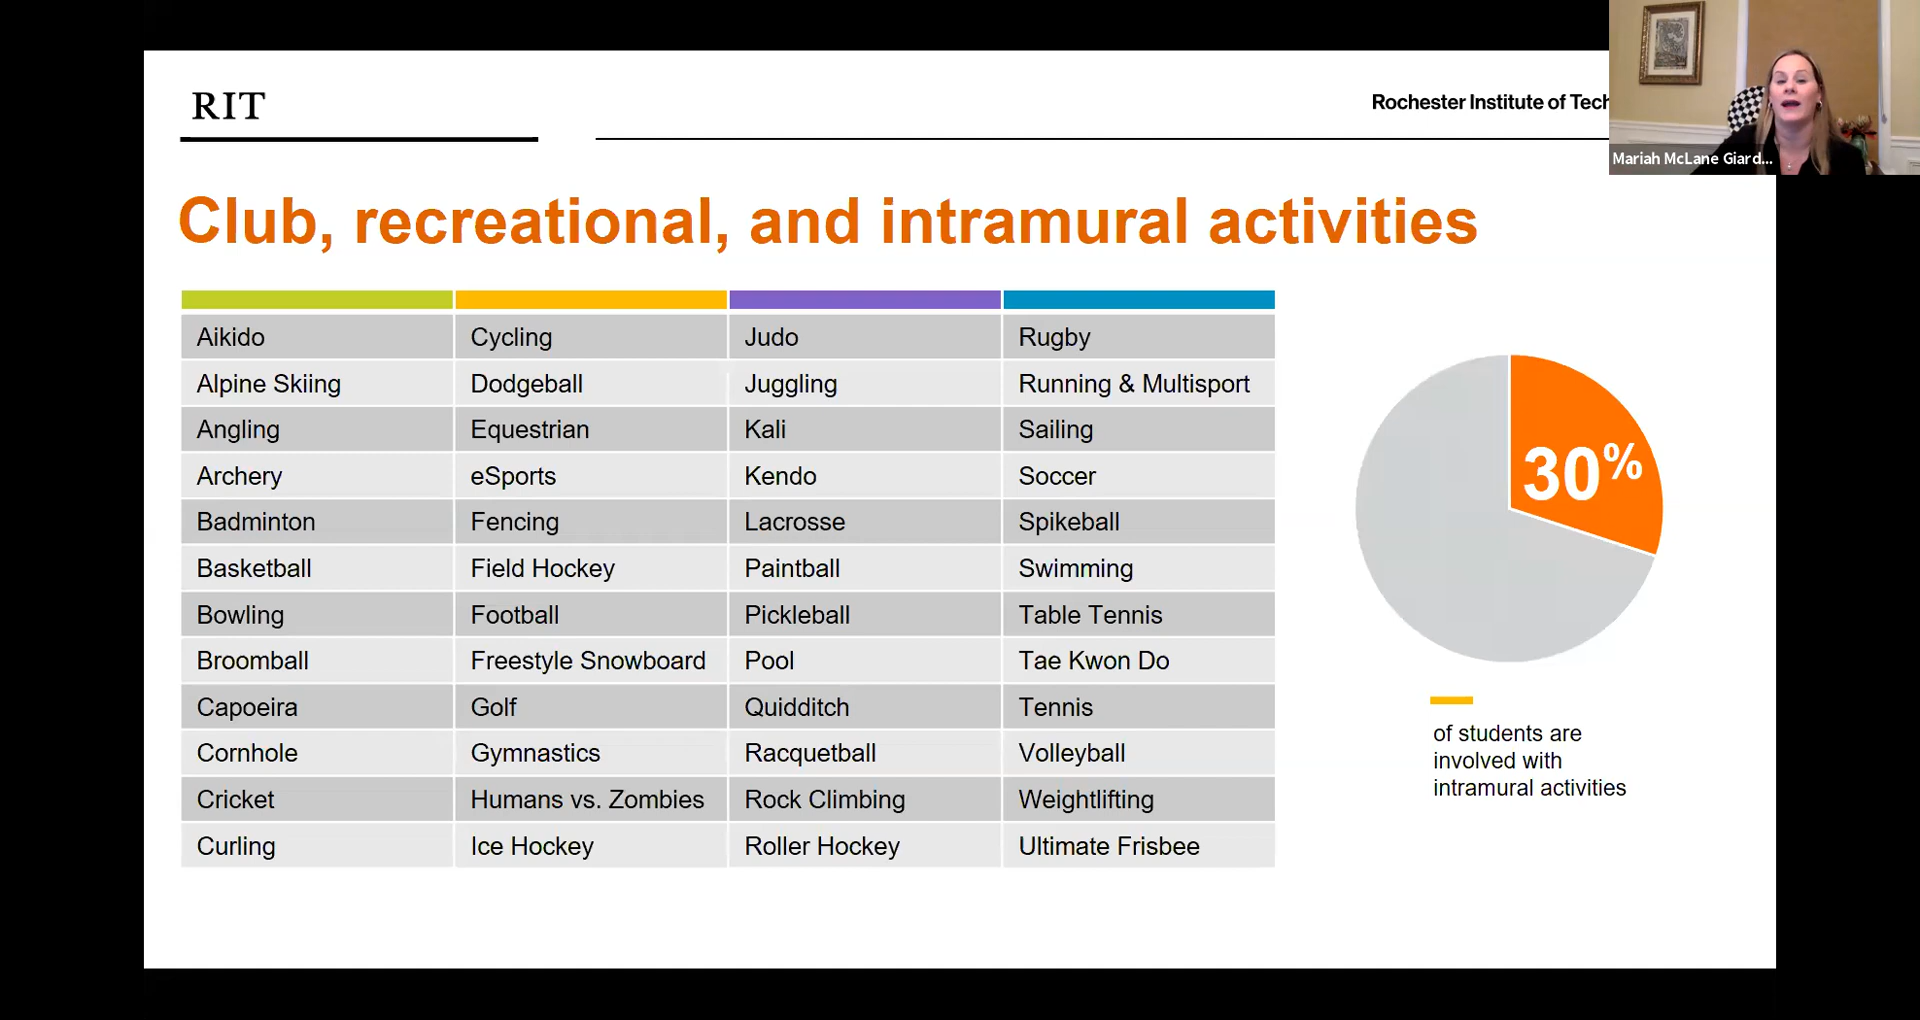 RIT
Rochester Institute of Tech
Mariah McLane Giard...
Club, recreational, and intramural activities
Aikido Cycling Judo Rugby
Alpine Skiing Dodgeball Juggling Running & Multisport
Angling Equestrian Kali Sailing
Archery eSports Kendo Soccer
Badminton Fencing Lacrosse Spikeball
Basketball Field Hockey Paintball Swimming
Bowling Football Pickleball Table Tennis
Broomball Freestyle Snowboard Pool Tae Kwon Do
Capoeira Golf Quidditch Tennis
Cornhole Gymnastics Racquetball Volleyball
Cricket Humans vs. Zombies Rock Climbing Weightlifting
Curling Ice Hockey Roller Hockey Ultimate Frisbee
30%
of students are
involved with
intramural activities